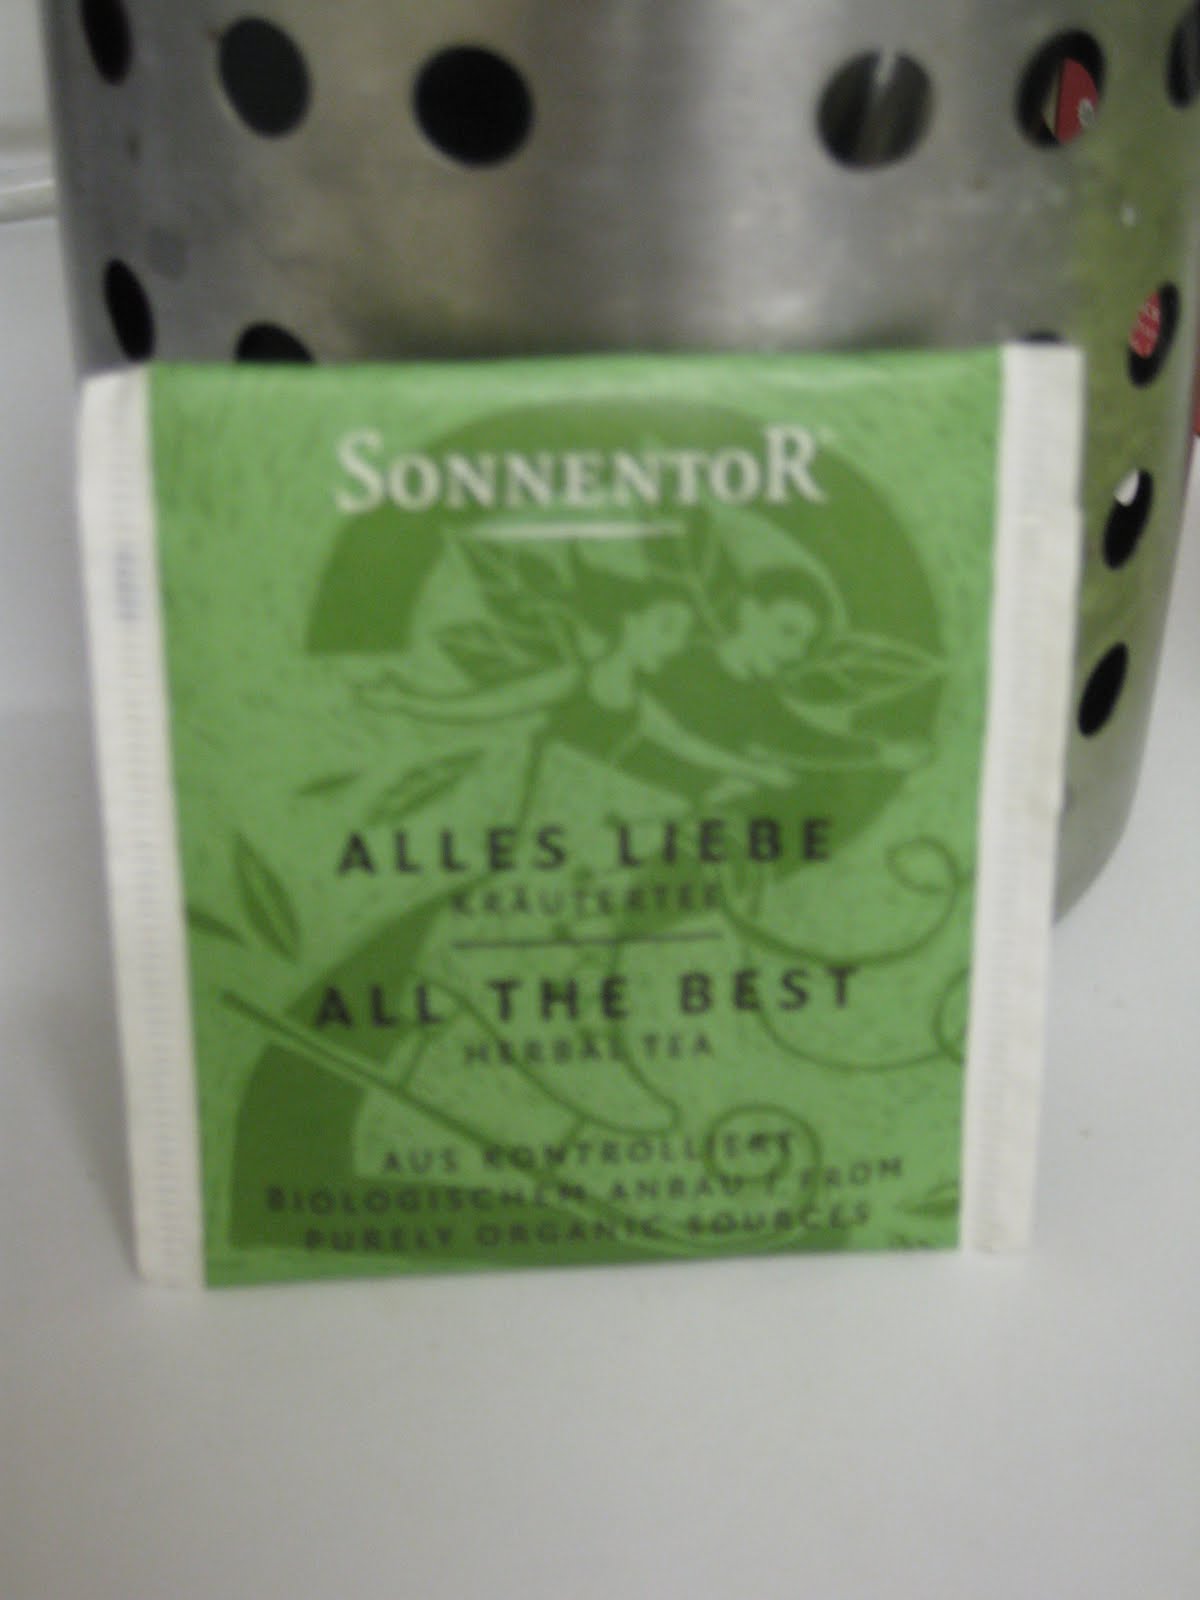 SONNENTOR
ALLES LIEBE
KRÄUTERTEE
ALL THE BEST
HERBAL TEA
AUS KONTROLLIERT
BIOLOGISCHEM ANBAU / FROM
PURELY ORGANIC SOURCES